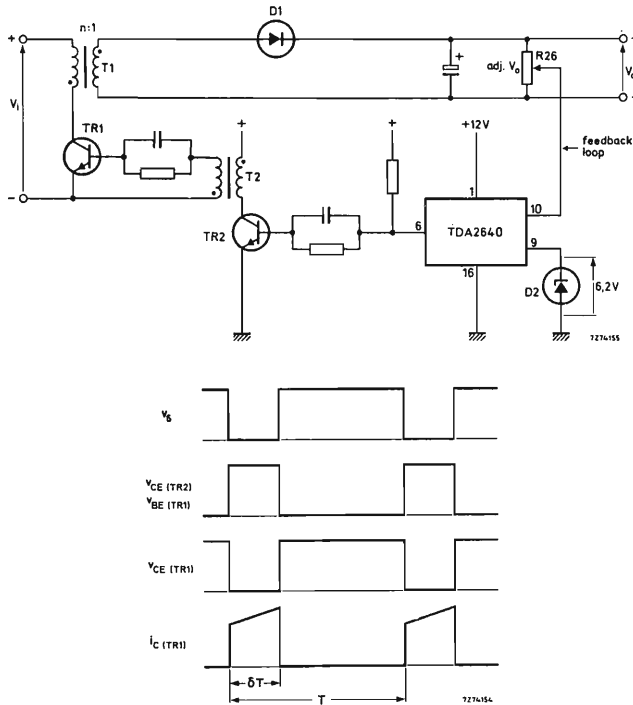 n:1
D1
+
T1
+
adj. Vo
R26
Vi
Vo
TR1
+
+
+12V
feedback
loop
T2
−
1
10
6
TDA2640
9
TR2
16
D2
6,2V
7Z74155
v6
vCE (TR2)
vBE (TR1)
vCE (TR1)
iC (TR1)
δT
T
7Z74154